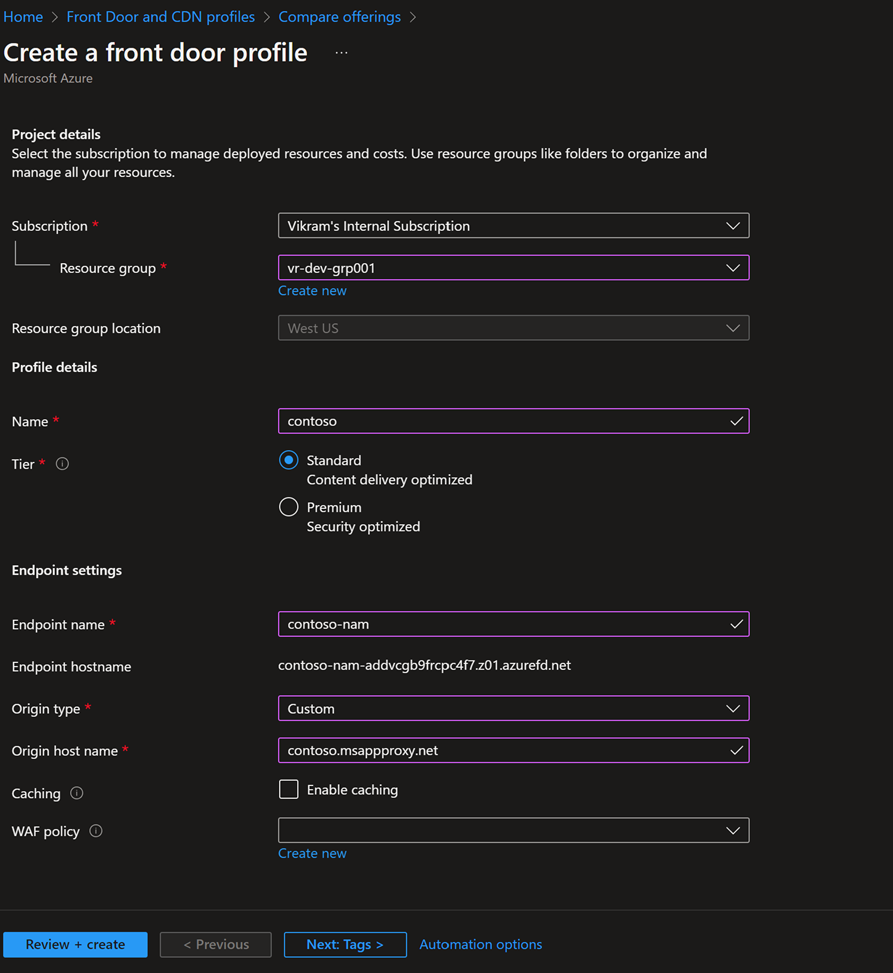 Home > Front Door and CDN profiles > Compare offerings >
Create a front door profile ...
Microsoft Azure
Project details
Select the subscription to manage deployed resources and costs. Use resource groups like folders to organize and
manage all your resources.
Subscription * Vikram's Internal Subscription
Resource group * vr-dev-grp001
Create new
Resource group location West US
Profile details
Name * contoso
Tier * Standard
Content delivery optimized
Premium
Security optimized
Endpoint settings
Endpoint name * contoso-nam
Endpoint hostname contoso-nam-addvcgb9frcpc4f7.z01.azurefd.net
Origin type * Custom
Origin host name * contoso.msappproxy.net
Caching Enable caching
WAF policy
Create new
Review + create < Previous Next: Tags > Automation options